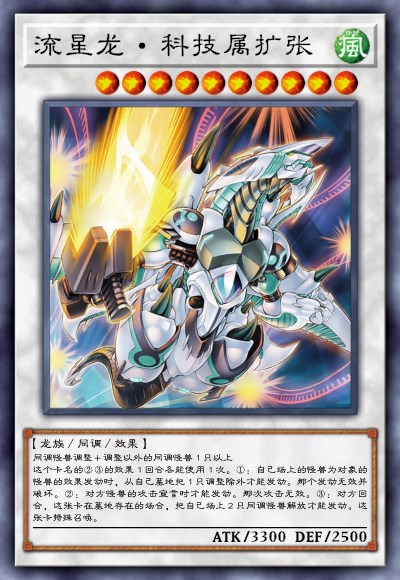 流星龙・科技属扩张
風
【龙族／同调／效果】
同调怪兽调整＋调整以外的同调怪兽1只以上
这个卡名的②③的效果1回合各能使用1次。①：自己场上的怪兽为对象的
怪兽的效果发动时，从自己墓地把1只调整除外才能发动。那个发动无效并
破坏。②：对方怪兽的攻击宣言时才能发动。那次攻击无效。③：对方回
合，这张卡在墓地存在的场合，把自己场上2只同调怪兽解放才能发动。这
张卡特殊召唤。
ATK/3300 DEF/2500